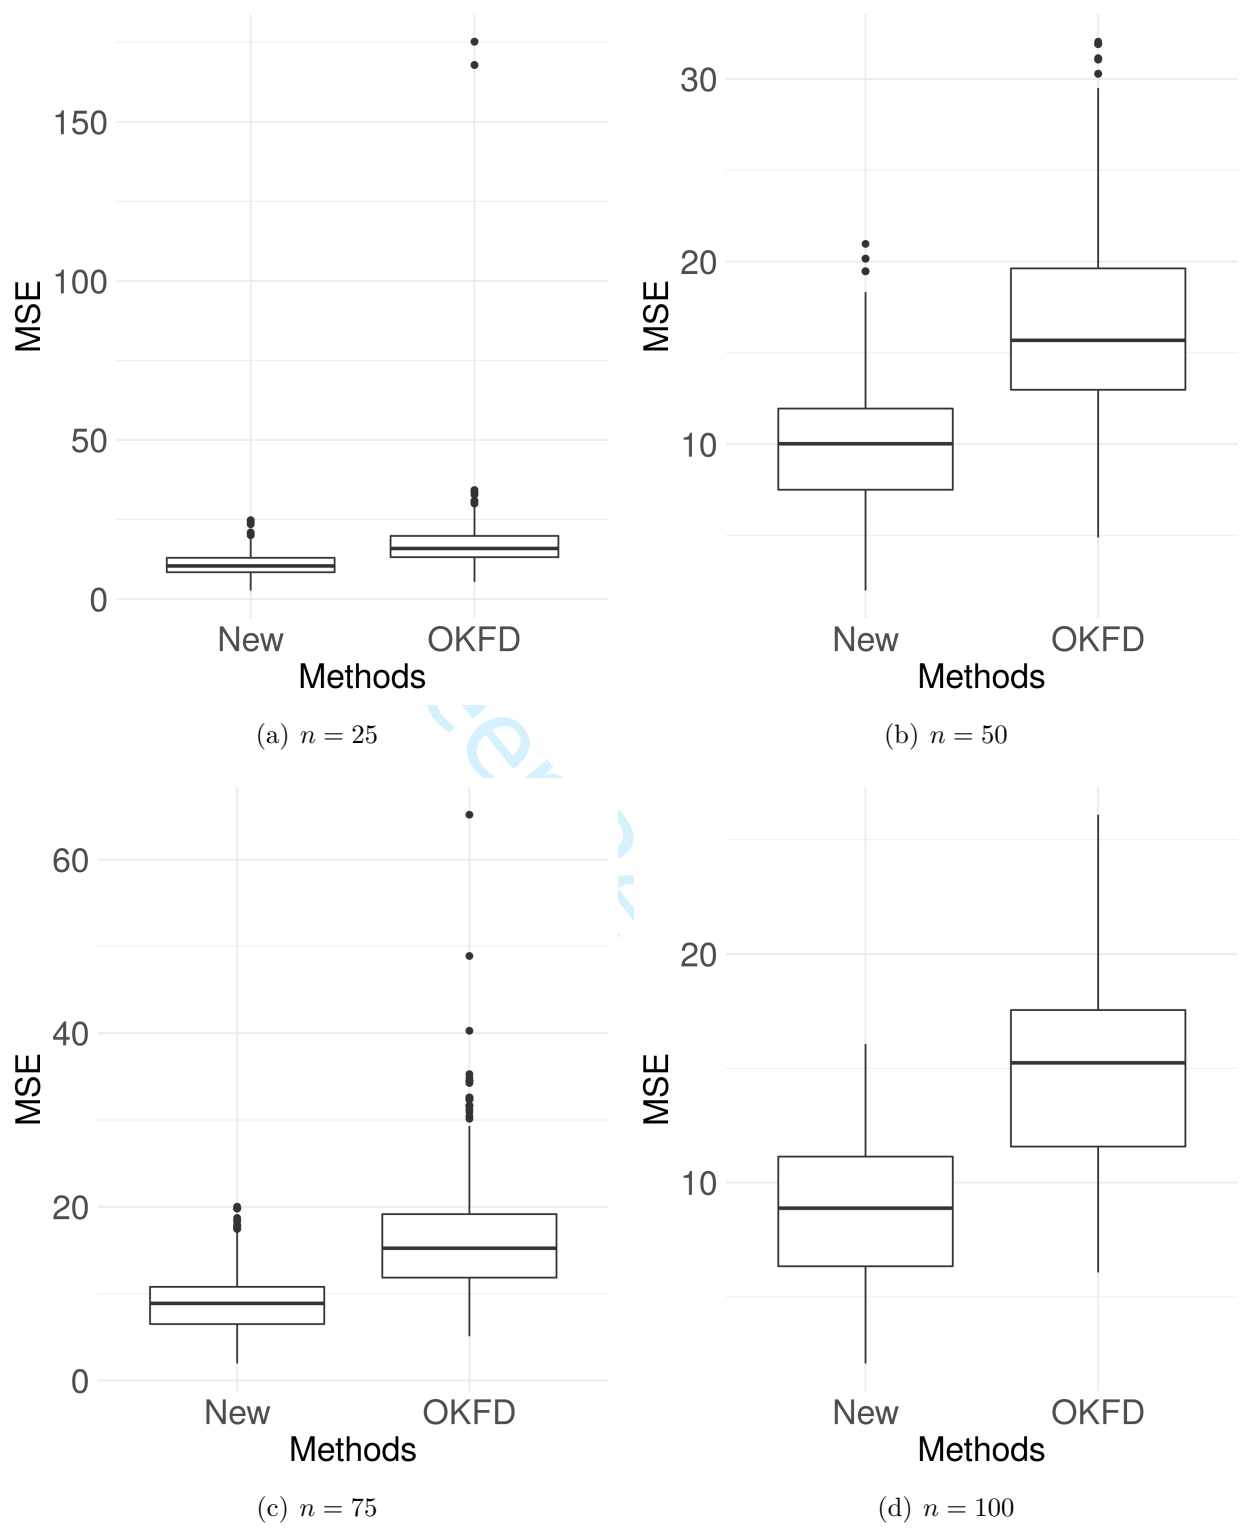 MSE
150
100
50
0
New OKFD
Methods
(a) n = 25
MSE
30
20
10
New OKFD
Methods
(b) n = 50
MSE
60
40
20
0
New OKFD
Methods
(c) n = 75
MSE
20
10
New OKFD
Methods
(d) n = 100